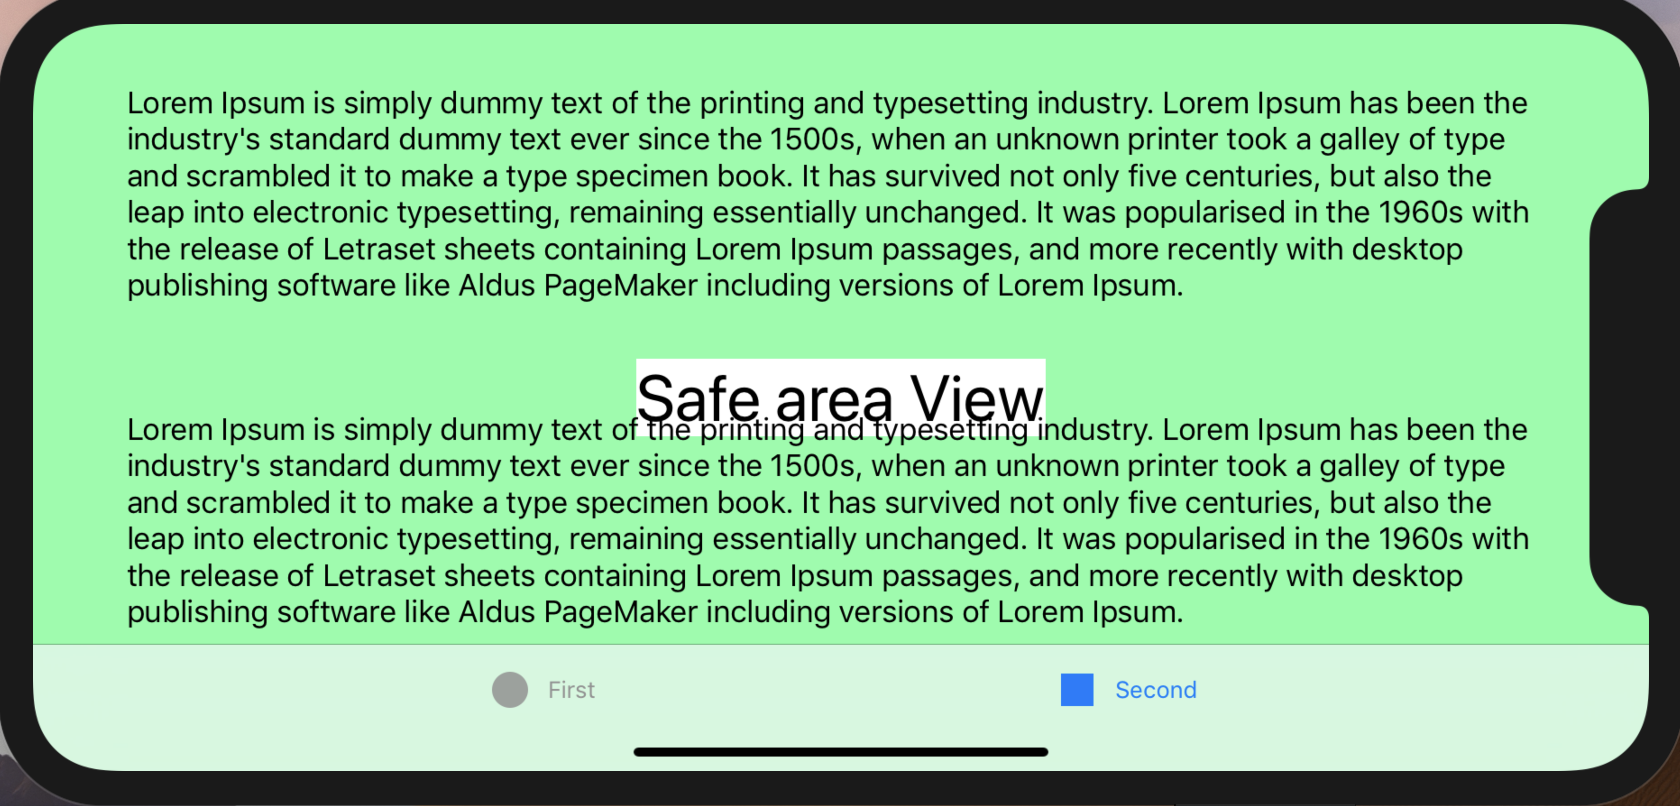 Lorem Ipsum is simply dummy text of the printing and typesetting industry. Lorem Ipsum has been the
industry's standard dummy text ever since the 1500s, when an unknown printer took a galley of type
and scrambled it to make a type specimen book. It has survived not only five centuries, but also the
leap into electronic typesetting, remaining essentially unchanged. It was popularised in the 1960s with
the release of Letraset sheets containing Lorem Ipsum passages, and more recently with desktop
publishing software like Aldus PageMaker including versions of Lorem Ipsum.
Safe area View
Lorem Ipsum is simply dummy text of the printing and typesetting industry. Lorem Ipsum has been the
industry's standard dummy text ever since the 1500s, when an unknown printer took a galley of type
and scrambled it to make a type specimen book. It has survived not only five centuries, but also the
leap into electronic typesetting, remaining essentially unchanged. It was popularised in the 1960s with
the release of Letraset sheets containing Lorem Ipsum passages, and more recently with desktop
publishing software like Aldus PageMaker including versions of Lorem Ipsum.
First
Second